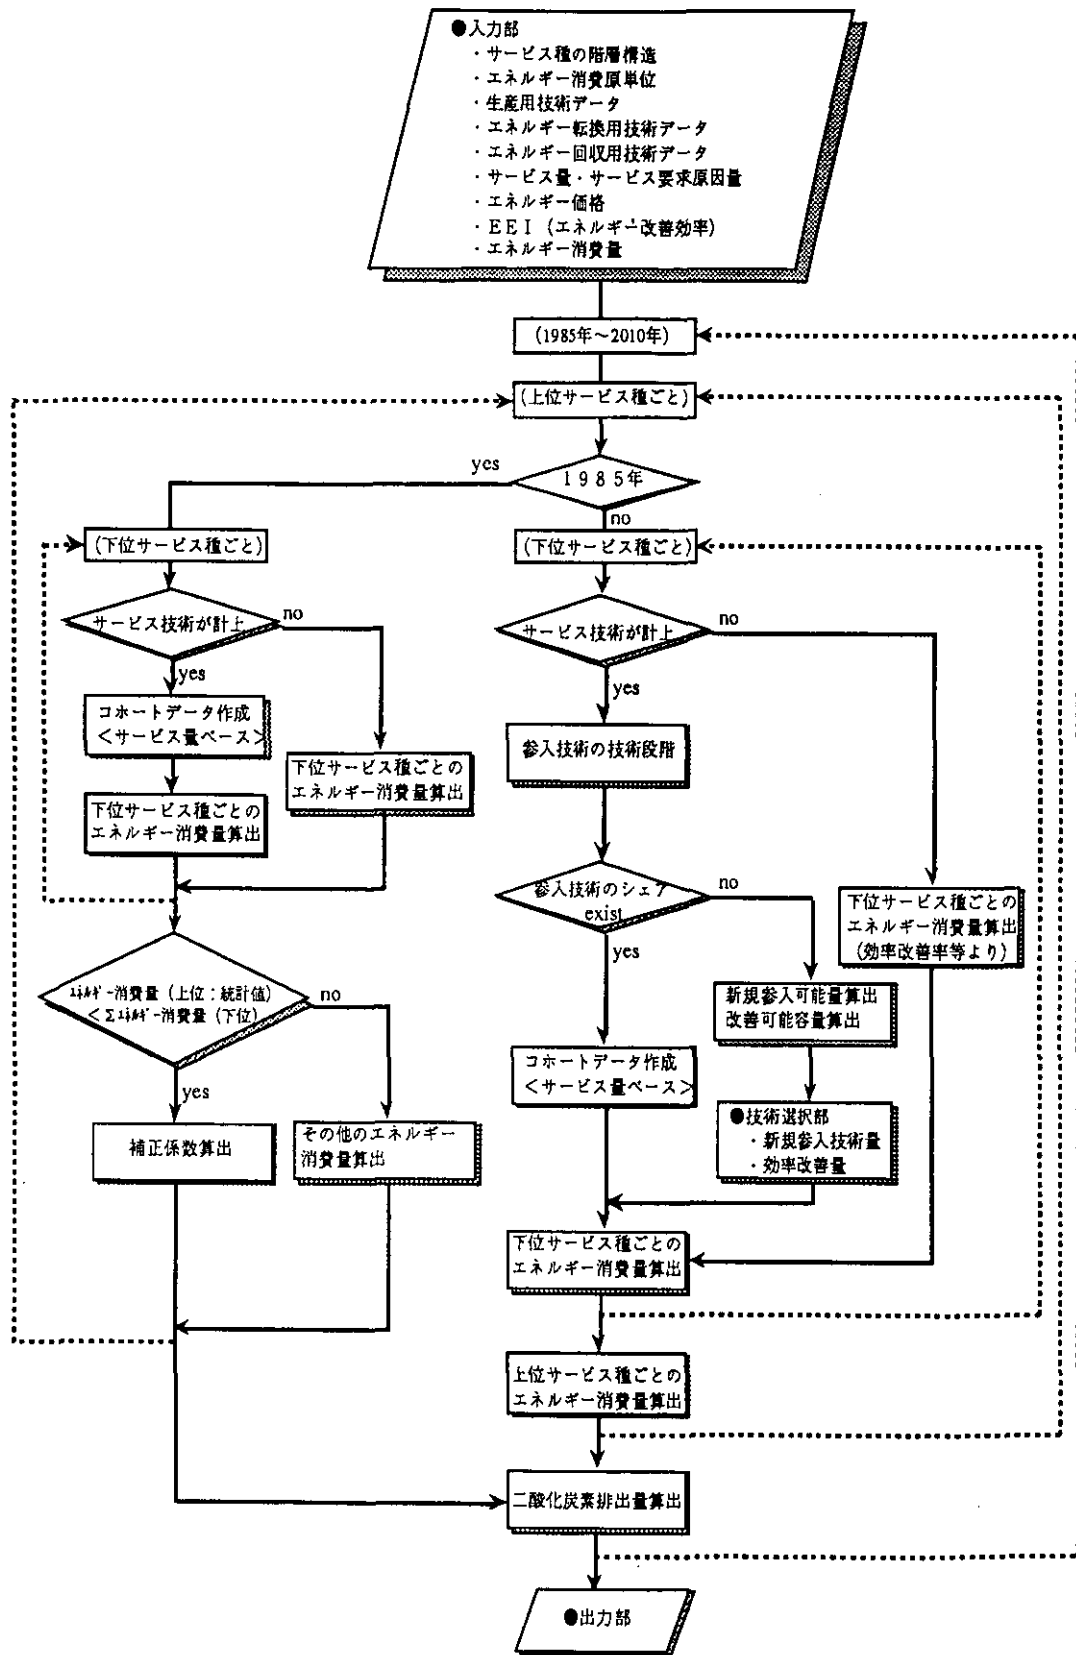 ●入力部
・サービス種の階層構造
・エネルギー消費原単位
・生産用技術データ
・エネルギー転換用技術データ
・エネルギー回収用技術データ
・サービス量・サービス要求原因量
・エネルギー価格
・EEI（エネルギー改善効率）
・エネルギー消費量
(1985年～2010年)
(上位サービス種ごと)
1985年
yes
no
(下位サービス種ごと)
サービス技術が計上
no
yes
コホートデータ作成
＜サービス量ベース＞
下位サービス種ごとの
エネルギー消費量算出
下位サービス種ごとの
エネルギー消費量算出
エネルギー消費量（上位：統計値）
＜Σエネルギー消費量（下位）
no
yes
補正係数算出
その他のエネルギー
消費量算出
(下位サービス種ごと)
サービス技術が計上
no
yes
参入技術の技術段階
参入技術のシェア
exist
no
yes
下位サービス種ごとの
エネルギー消費量算出
(効率改善率等より)
新規参入可能量算出
改善可能容量算出
コホートデータ作成
＜サービス量ベース＞
●技術選択部
・新規参入技術量
・効率改善量
下位サービス種ごとの
エネルギー消費量算出
上位サービス種ごとの
エネルギー消費量算出
二酸化炭素排出量算出
●出力部